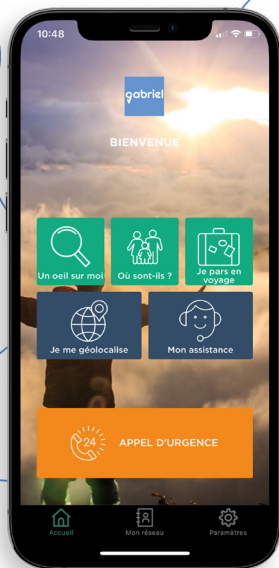 10:48
gabriel
BIENVENUE
Un oeil sur moi
Où sont-ils ?
Je pars en
voyage
Je me géolocalise
Mon assistance
24
APPEL D'URGENCE
Accueil
Mon réseau
Paramètres